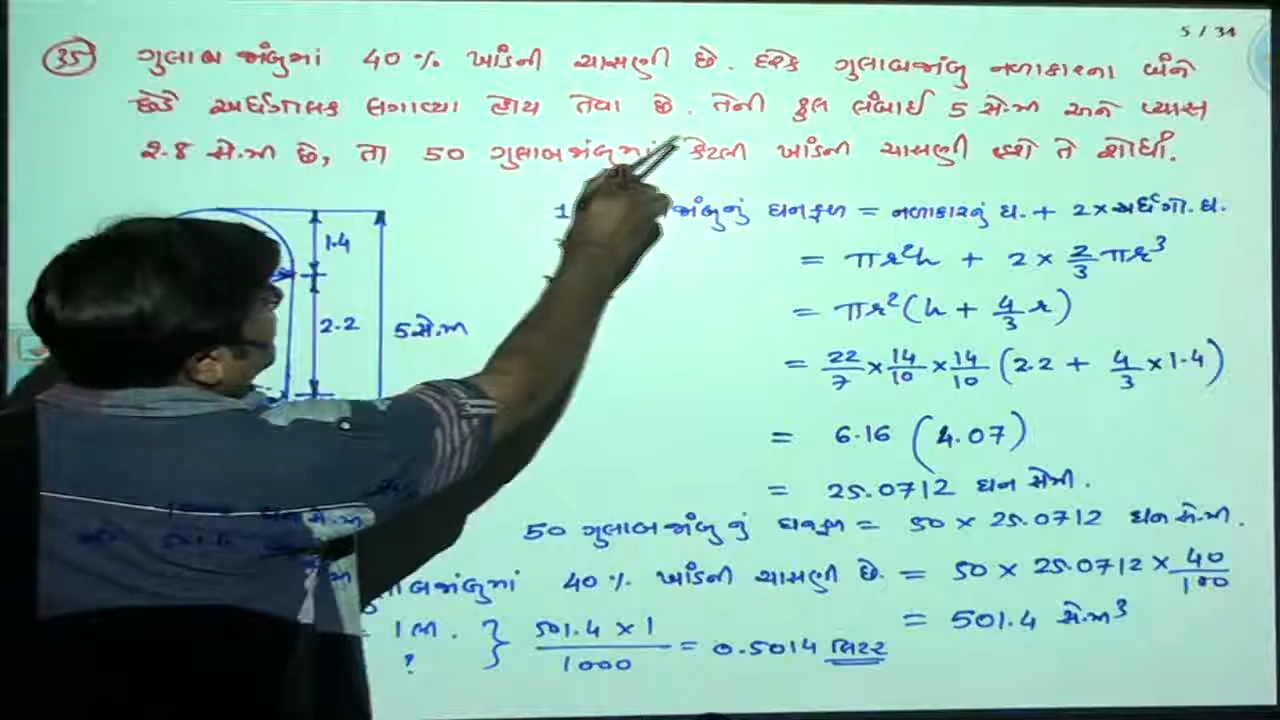 5 / 34
35 ગુલાબ જાંબુમાં 40 % ખાંડની ચાસણી છે. દરેક ગુલાબજાંબુ નળાકારના બંને
છેડે અર્ધગોલક લગાવ્યા હોય તેવા છે. તેની કુલ લંબાઈ 5 સે.મી અને વ્યાસ
2.8 સે.મી છે, તો 50 ગુલાબજાંબુમાં કેટલી ખાંડની ચાસણી હશે તે શોધો.
1 જાંબુનું ઘનફળ = નળાકારનું ઘ. + 2 × અર્ધગો. ઘ.
1.4
= πr²h + 2 × 2/3 πr³
= πr² (h + 4/3 r)
2.2
5 સે.મી
= 22/7 × 14/10 × 14/10 (2.2 + 4/3 × 1.4)
= 6.16 (4.07)
= 25.0712 ઘન સેમી.
50 ગુલાબજાંબુનું ઘનફળ = 50 × 25.0712 ઘન સે.મી.
જાંબુમાં 40 % ખાંડની ચાસણી છે. = 50 × 25.0712 × 40/100
= 501.4 સે.મી³
1 લી. } 501.4 × 1 / 1000 = 0.5014 લિટર
?